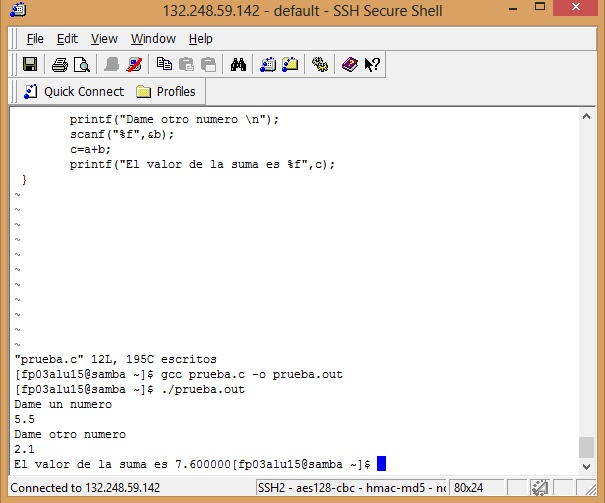 132.248.59.142 - default - SSH Secure Shell
File Edit View Window Help
Quick Connect Profiles
printf("Dame otro numero \n");
scanf("%f",&b);
c=a+b;
printf("El valor de la suma es %f",c);
}
~
~
~
~
~
~
~
~
~
~
~
"prueba.c" 12L, 195C escritos
[fp03alu15@samba ~]$ gcc prueba.c -o prueba.out
[fp03alu15@samba ~]$ ./prueba.out
Dame un numero
5.5
Dame otro numero
2.1
El valor de la suma es 7.600000[fp03alu15@samba ~]$
Connected to 132.248.59.142 SSH2 - aes128-cbc - hmac-md5 - nc 80x24